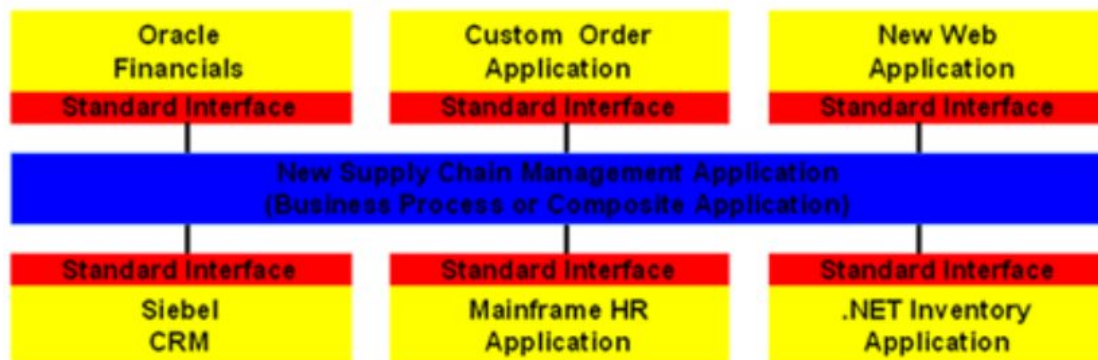 Oracle
Financials
Standard Interface
Custom Order
Application
Standard Interface
New Web
Application
Standard Interface
New Supply Chain Management Application
(Business Process or Composite Application)
Standard Interface
Siebel
CRM
Standard Interface
Mainframe HR
Application
Standard Interface
.NET Inventory
Application